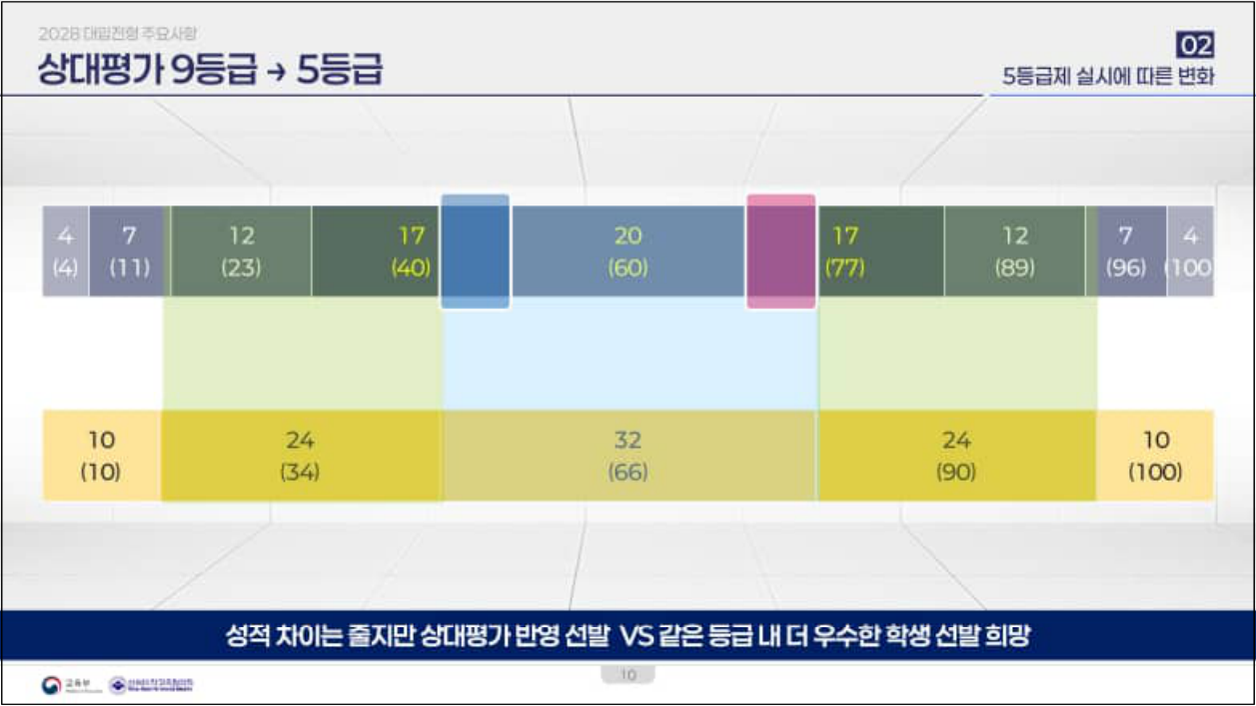 2028 대입전형 주요사항
상대평가 9등급 → 5등급
02
5등급제 실시에 따른 변화
4 7 12 17 20 17 12 7 4
(4) (11) (23) (40) (60) (77) (89) (96) (100
10 24 32 24 10
(10) (34) (66) (90) (100)
성적 차이는 줄지만 상대평가 반영 선발 VS 같은 등급 내 더 우수한 학생 선발 희망
교육부
10